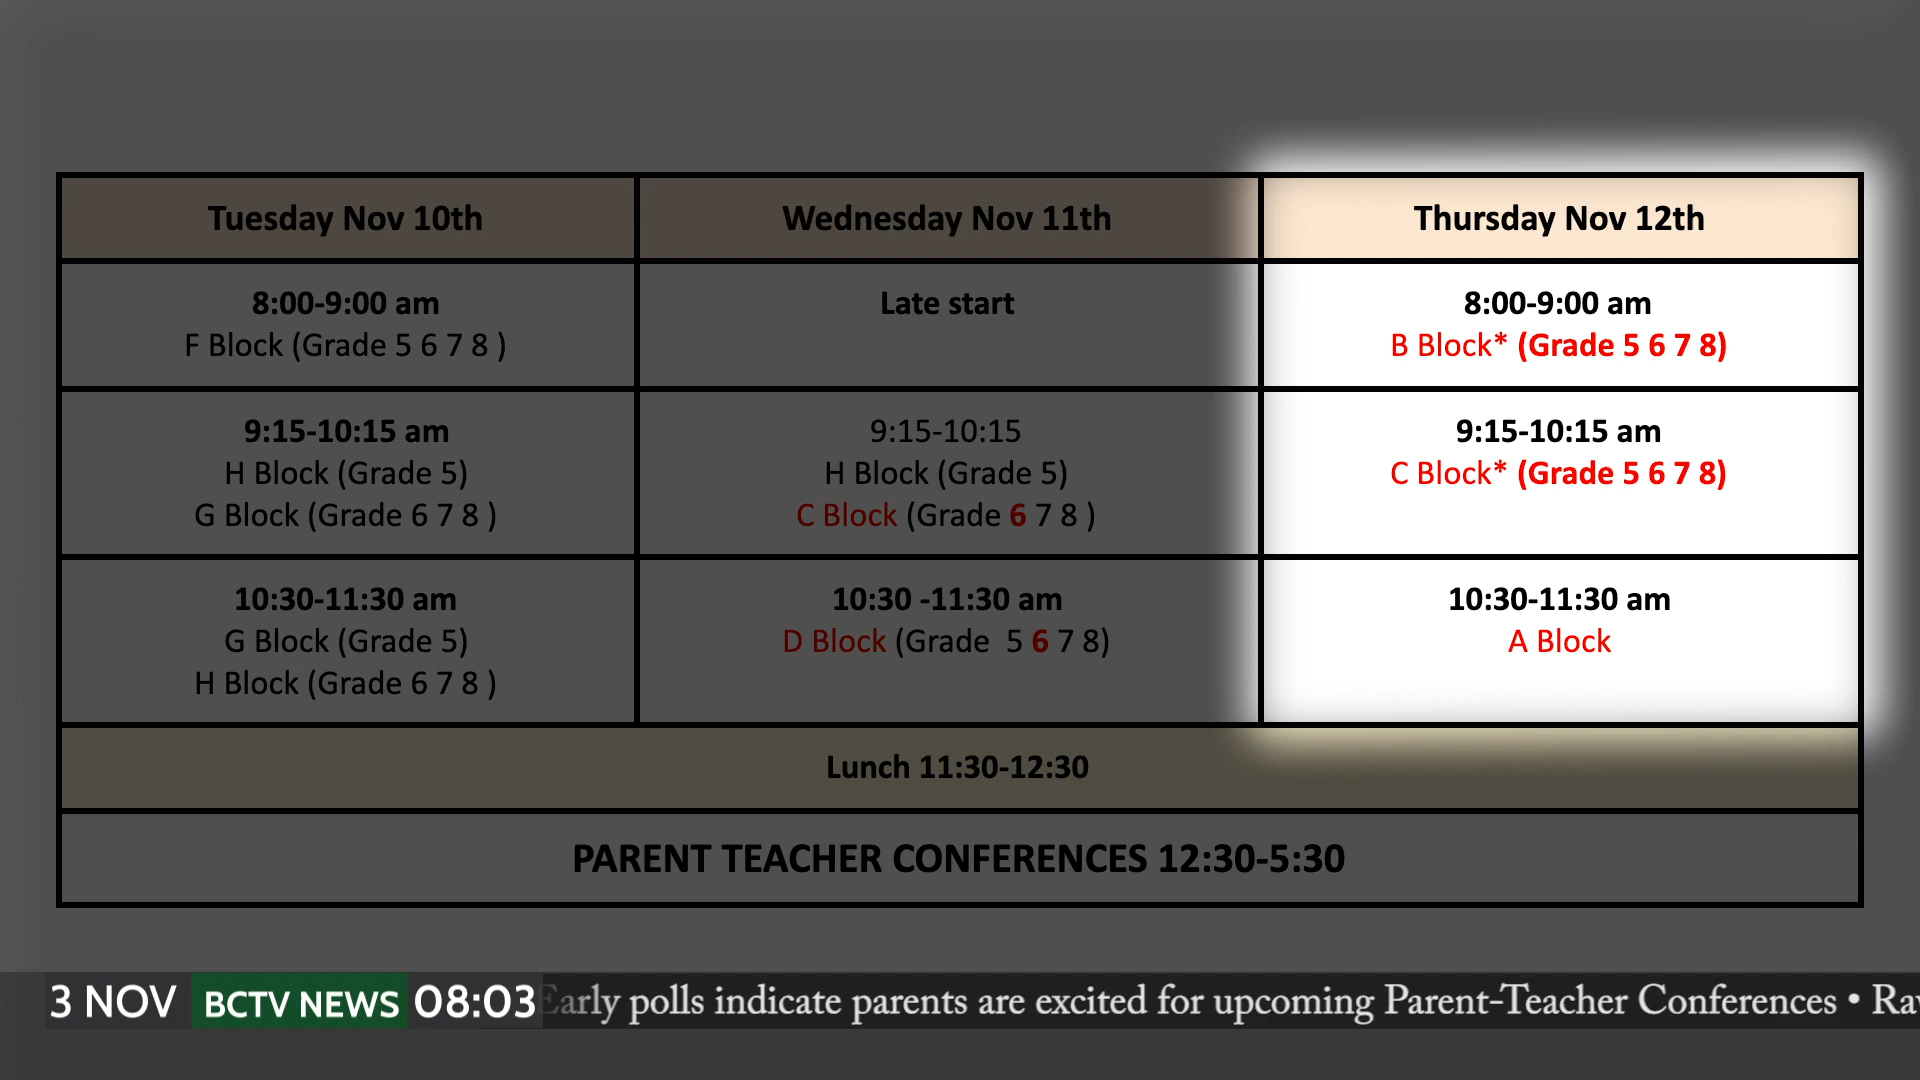 Tuesday Nov 10th
Wednesday Nov 11th
Thursday Nov 12th
8:00-9:00 am
F Block (Grade 5 6 7 8 )
Late start
8:00-9:00 am
B Block* (Grade 5 6 7 8)
9:15-10:15 am
H Block (Grade 5)
G Block (Grade 6 7 8 )
9:15-10:15
H Block (Grade 5)
C Block (Grade 6 7 8 )
9:15-10:15 am
C Block* (Grade 5 6 7 8)
10:30-11:30 am
G Block (Grade 5)
H Block (Grade 6 7 8 )
10:30 -11:30 am
D Block (Grade  5 6 7 8)
10:30-11:30 am
A Block
Lunch 11:30-12:30
PARENT TEACHER CONFERENCES 12:30-5:30
3 NOV BCTV NEWS 08:03 Early polls indicate parents are excited for upcoming Parent-Teacher Conferences •